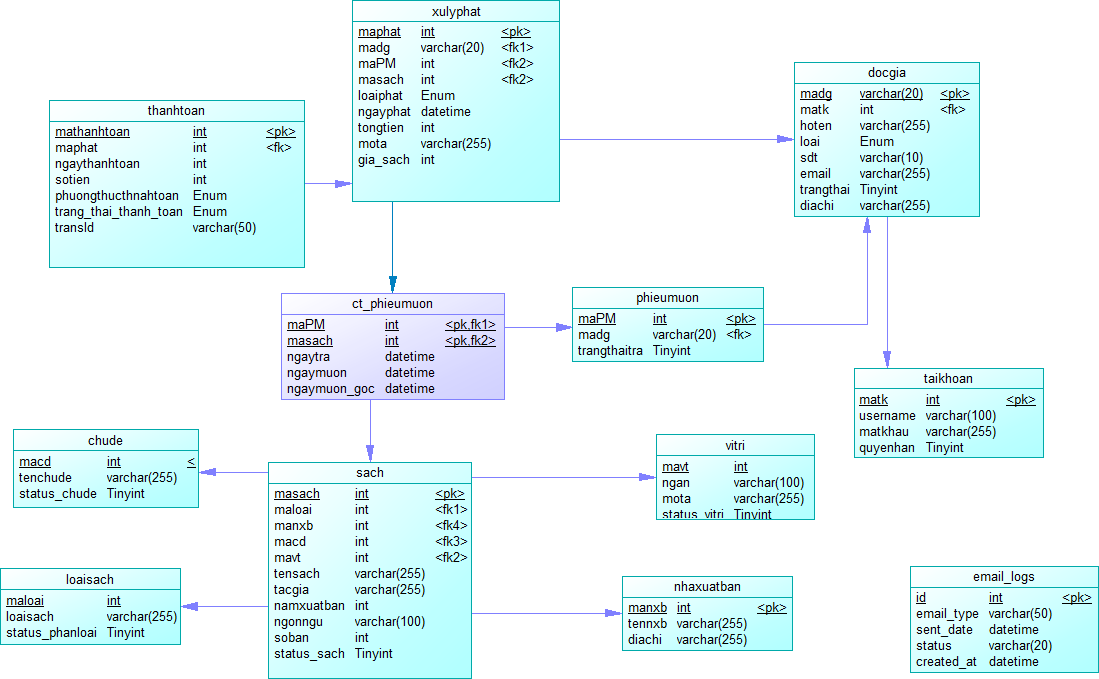 xulyphat
maphat int <pk>
madg varchar(20) <fk1>
maPM int <fk2>
masach int <fk2>
loaiphat Enum
ngayphat datetime
tongtien int
mota varchar(255)
gia_sach int
docgia
madg varchar(20) <pk>
matk int <fk>
hoten varchar(255)
loai Enum
sdt varchar(10)
email varchar(255)
trangthai Tinyint
diachi varchar(255)
thanhtoan
mathanhtoan int <pk>
maphat int <fk>
ngaythanhtoan int
sotien int
phuongthucthnahtoan Enum
trang_thai_thanh_toan Enum
transId varchar(50)
ct_phieumuon
maPM int <pk,fk1>
masach int <pk,fk2>
ngaytra datetime
ngaymuon datetime
ngaymuon_goc datetime
phieumuon
maPM int <pk>
madg varchar(20) <fk>
trangthaitra Tinyint
taikhoan
matk int <pk>
username varchar(100)
matkhau varchar(255)
quyenhan Tinyint
chude
macd int <
tenchude varchar(255)
status_chude Tinyint
sach
masach int <pk>
maloai int <fk1>
manxb int <fk4>
macd int <fk3>
mavt int <fk2>
tensach varchar(255)
tacgia varchar(255)
namxuatban int
ngonngu varchar(100)
soban int
status_sach Tinyint
vitri
mavt int
ngan varchar(100)
mota varchar(255)
status_vitri Tinyint
loaisach
maloai int
loaisach varchar(255)
status_phanloai Tinyint
nhaxuatban
manxb int <pk>
tennxb varchar(255)
diachi varchar(255)
email_logs
id int <pk>
email_type varchar(50)
sent_date datetime
status varchar(20)
created_at datetime